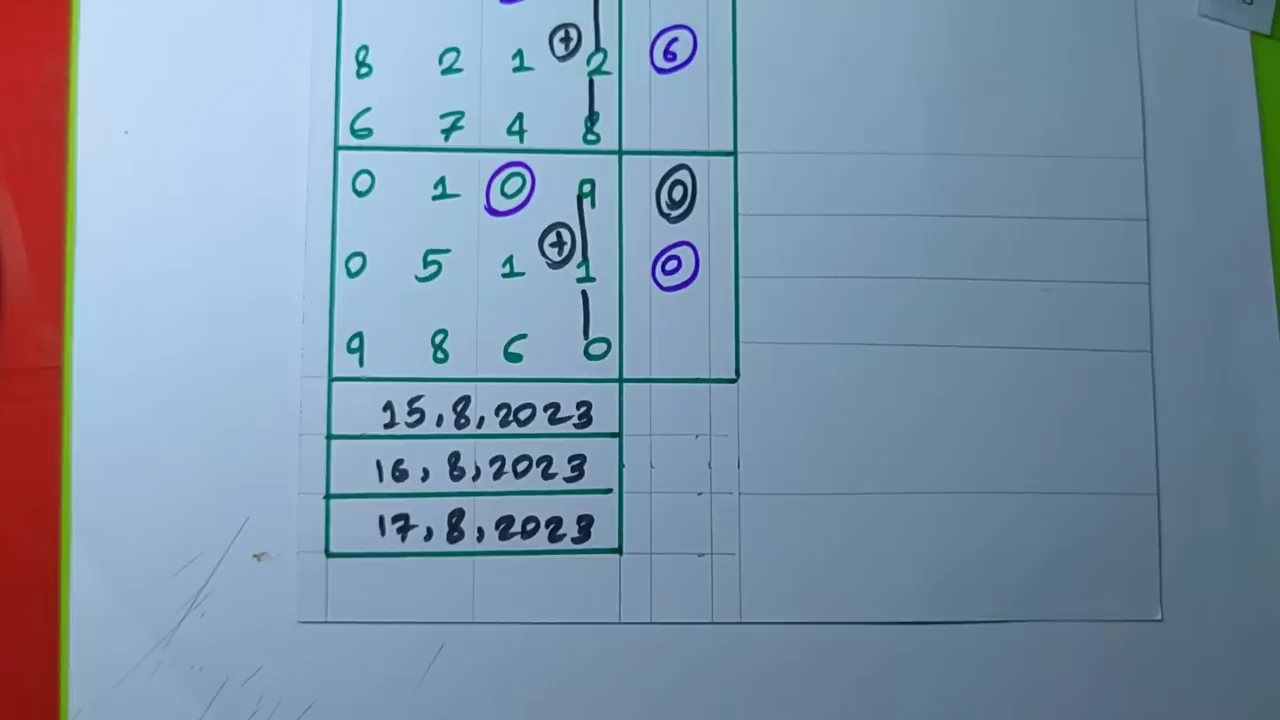 8 2 1 + 2 6
6 7 4 8
0 1 0 9 0
0 5 1 + 1 0
9 8 6 0
15,8,2023
16,8,2023
17,8,2023